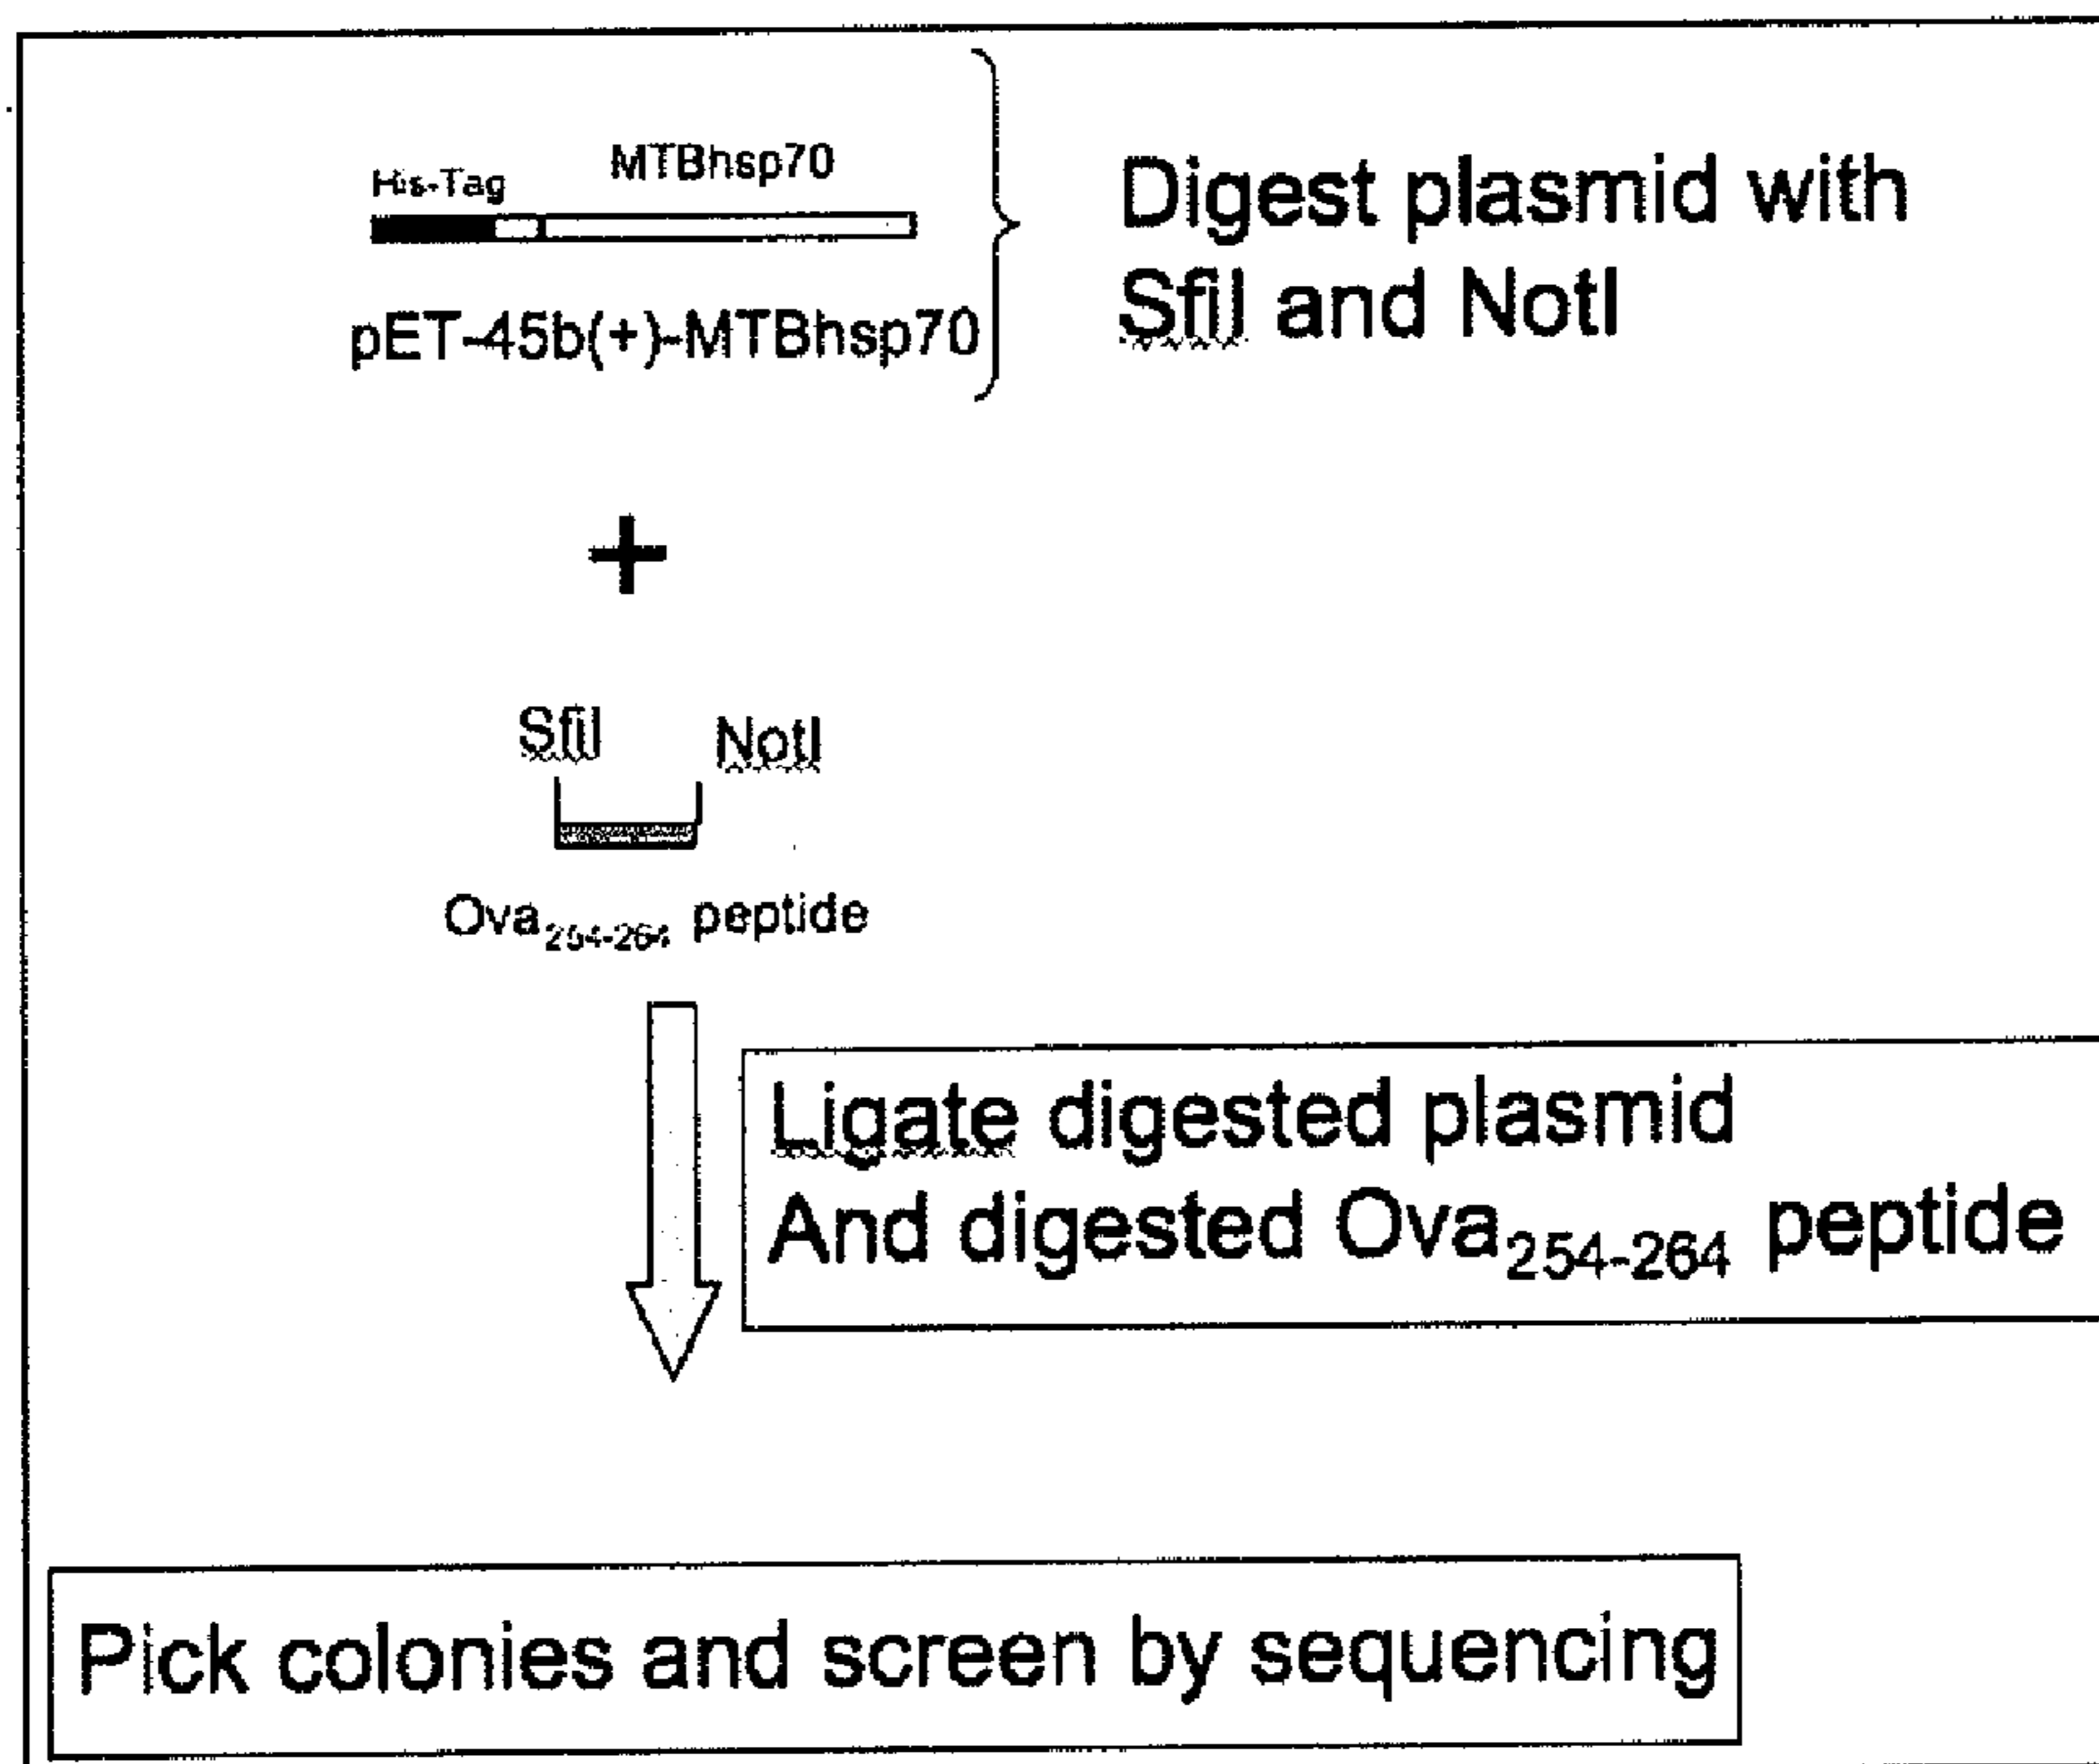 His-Tag MTBhsp70
Digest plasmid with
SfiI and NotI
pET-45b(+)-MTBhsp70
+
SfiI NotI
Ova254-264 peptide
Ligate digested plasmid
And digested Ova254-264 peptide
Pick colonies and screen by sequencing